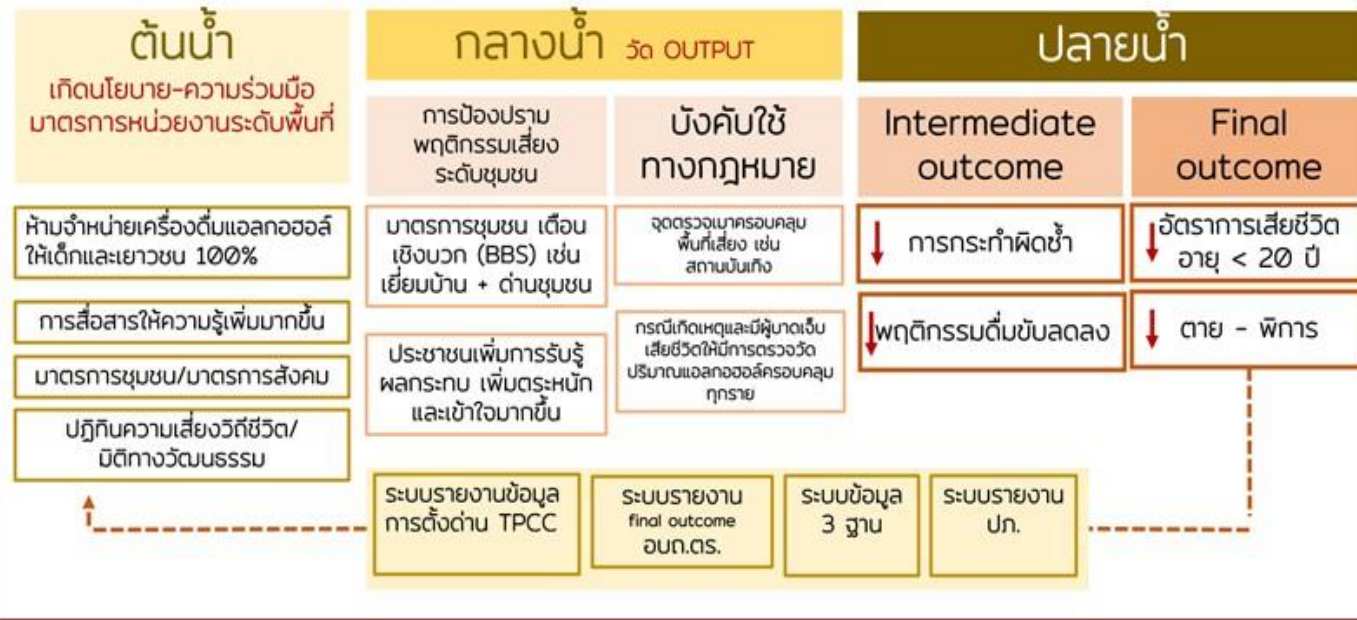 ต้นน้ำ
เกิดนโยบาย-ความร่วมมือ
มาตรการหน่วยงานระดับพื้นที่
ห้ามจำหน่ายเครื่องดื่มแอลกอฮอล์
ให้เด็กและเยาวชน 100%
การสื่อสารให้ความรู้เพิ่มมากขึ้น
มาตรการชุมชน/มาตรการสังคม
ปฏิทินความเสี่ยงวิถีชีวิต/
มิติทางวัฒนธรรม
กลางน้ำ วัด OUTPUT
การป้องปราม
พฤติกรรมเสี่ยง
ระดับชุมชน
มาตรการชุมชน เตือน
เชิงบวก (BBS) เช่น
เยี่ยมบ้าน + ด่านชุมชน
ประชาชนเพิ่มการรับรู้
ผลกระทบ เพิ่มตระหนัก
และเข้าใจมากขึ้น
บังคับใช้
ทางกฎหมาย
จุดตรวจเมาครอบคลุม
พื้นที่เสี่ยง เช่น
สถานบันเทิง
กรณีเกิดเหตุและมีผู้บาดเจ็บ
เสียชีวิตให้มีการตรวจวัด
ปริมาณแอลกอฮอล์ครอบคลุม
ทุกราย
ปลายน้ำ
Intermediate
outcome
การกระทำผิดซ้ำ
พฤติกรรมดื่มขับลดลง
Final
outcome
อัตราการเสียชีวิต
อายุ < 20 ปี
ตาย - พิการ
ระบบรายงานข้อมูล
การตั้งด่าน TPCC
ระบบรายงาน
final outcome
อบถ.ตร.
ระบบข้อมูล
3 ฐาน
ระบบรายงาน
ปภ.